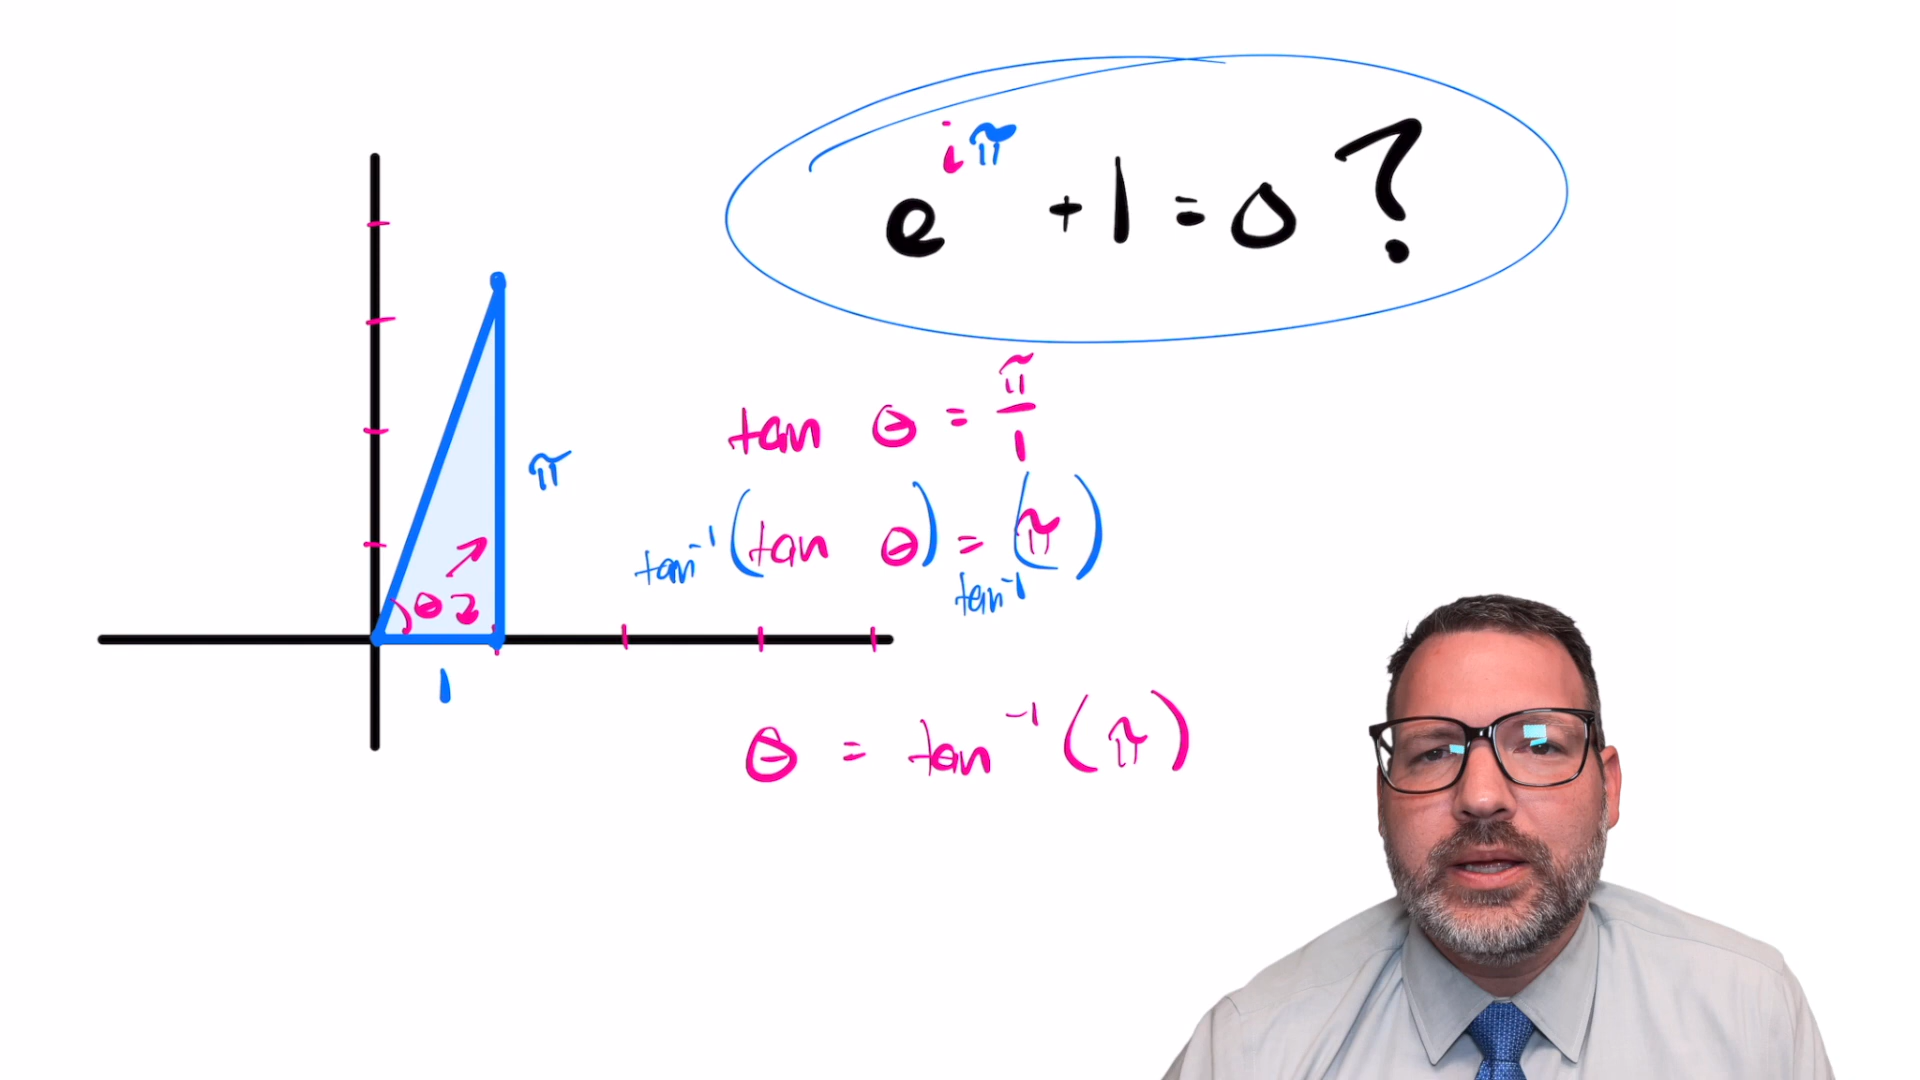 e^{iπ} + 1 = 0 ?
tan θ = π/1
π
tan⁻¹(tan θ) = tan⁻¹(π)
θ ?
1
θ = tan⁻¹(π)